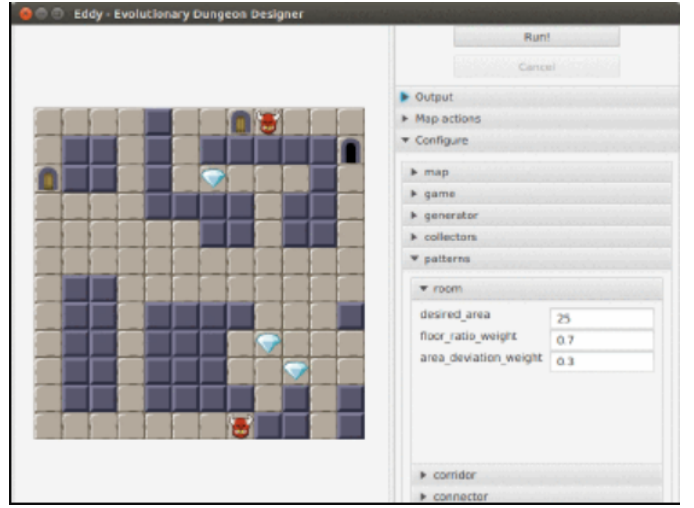 Eddy - Evolutionary Dungeon Designer
Run!
Cancel
Output
Map actions
Configure
map
game
generator
collectors
patterns
room
desired_area 25
floor_ratio_weight 0.7
area_deviation_weight 0.3
corridor
connector